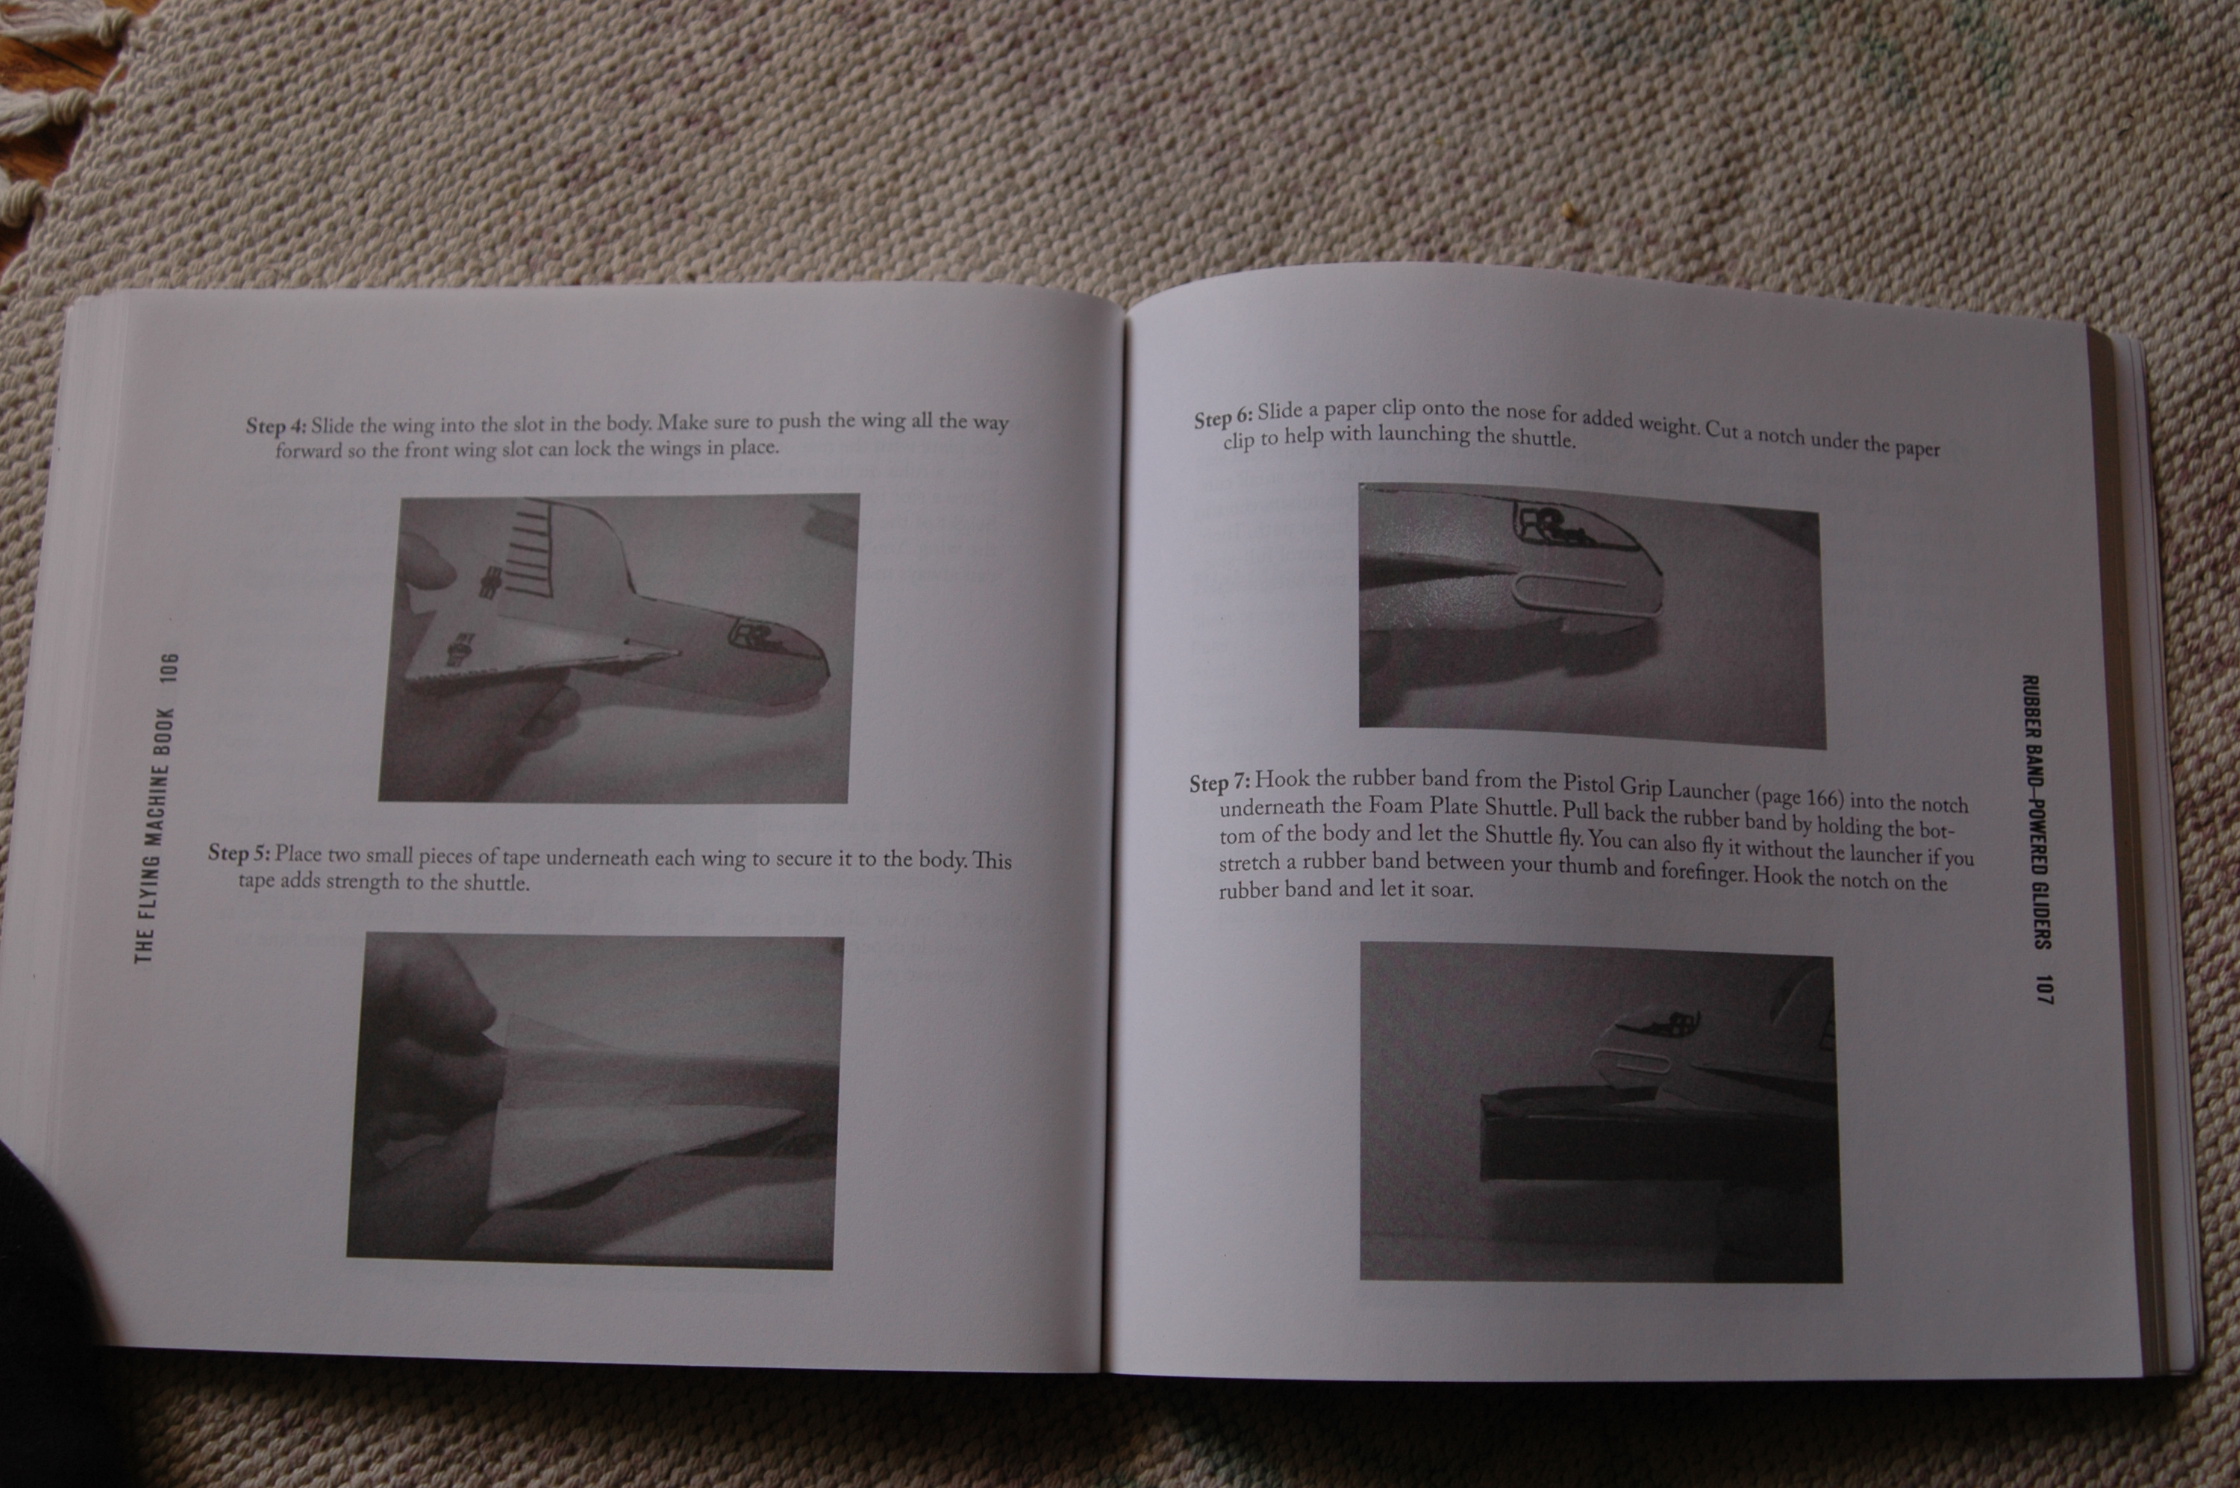 Step 4: Slide the wing into the slot in the body. Make sure to push the wing all the way
forward so the front wing slot can lock the wings in place.
Step 5: Place two small pieces of tape underneath each wing to secure it to the body. This
tape adds strength to the shuttle.
THE FLYING MACHINE BOOK 106
Step 6: Slide a paper clip onto the nose for added weight. Cut a notch under the paper
clip to help with launching the shuttle.
Step 7: Hook the rubber band from the Pistol Grip Launcher (page 166) into the notch
underneath the Foam Plate Shuttle. Pull back the rubber band by holding the bot-
tom of the body and let the Shuttle fly. You can also fly it without the launcher if you
stretch a rubber band between your thumb and forefinger. Hook the notch on the
rubber band and let it soar.
RUBBER BAND–POWERED GLIDERS 107